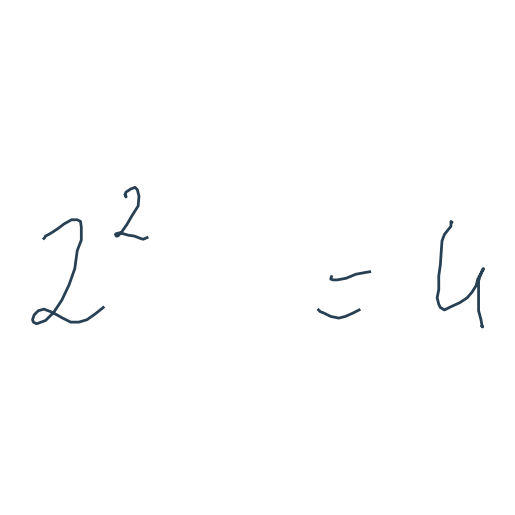 2² = 4